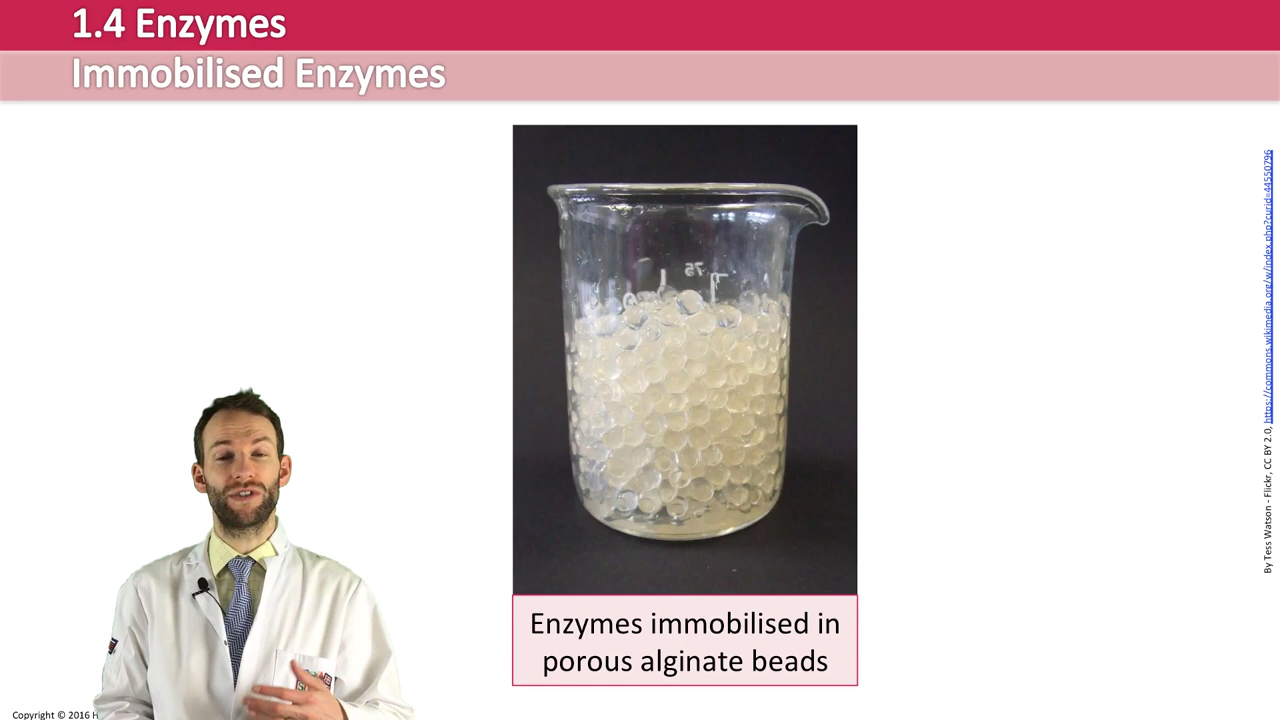 1.4 Enzymes
Immobilised Enzymes
75
Enzymes immobilised in
porous alginate beads
By Tess Watson - Flickr, CC BY 2.0, https://commons.wikimedia.org/w/index.php?curid=44550796
Copyright © 2016 H